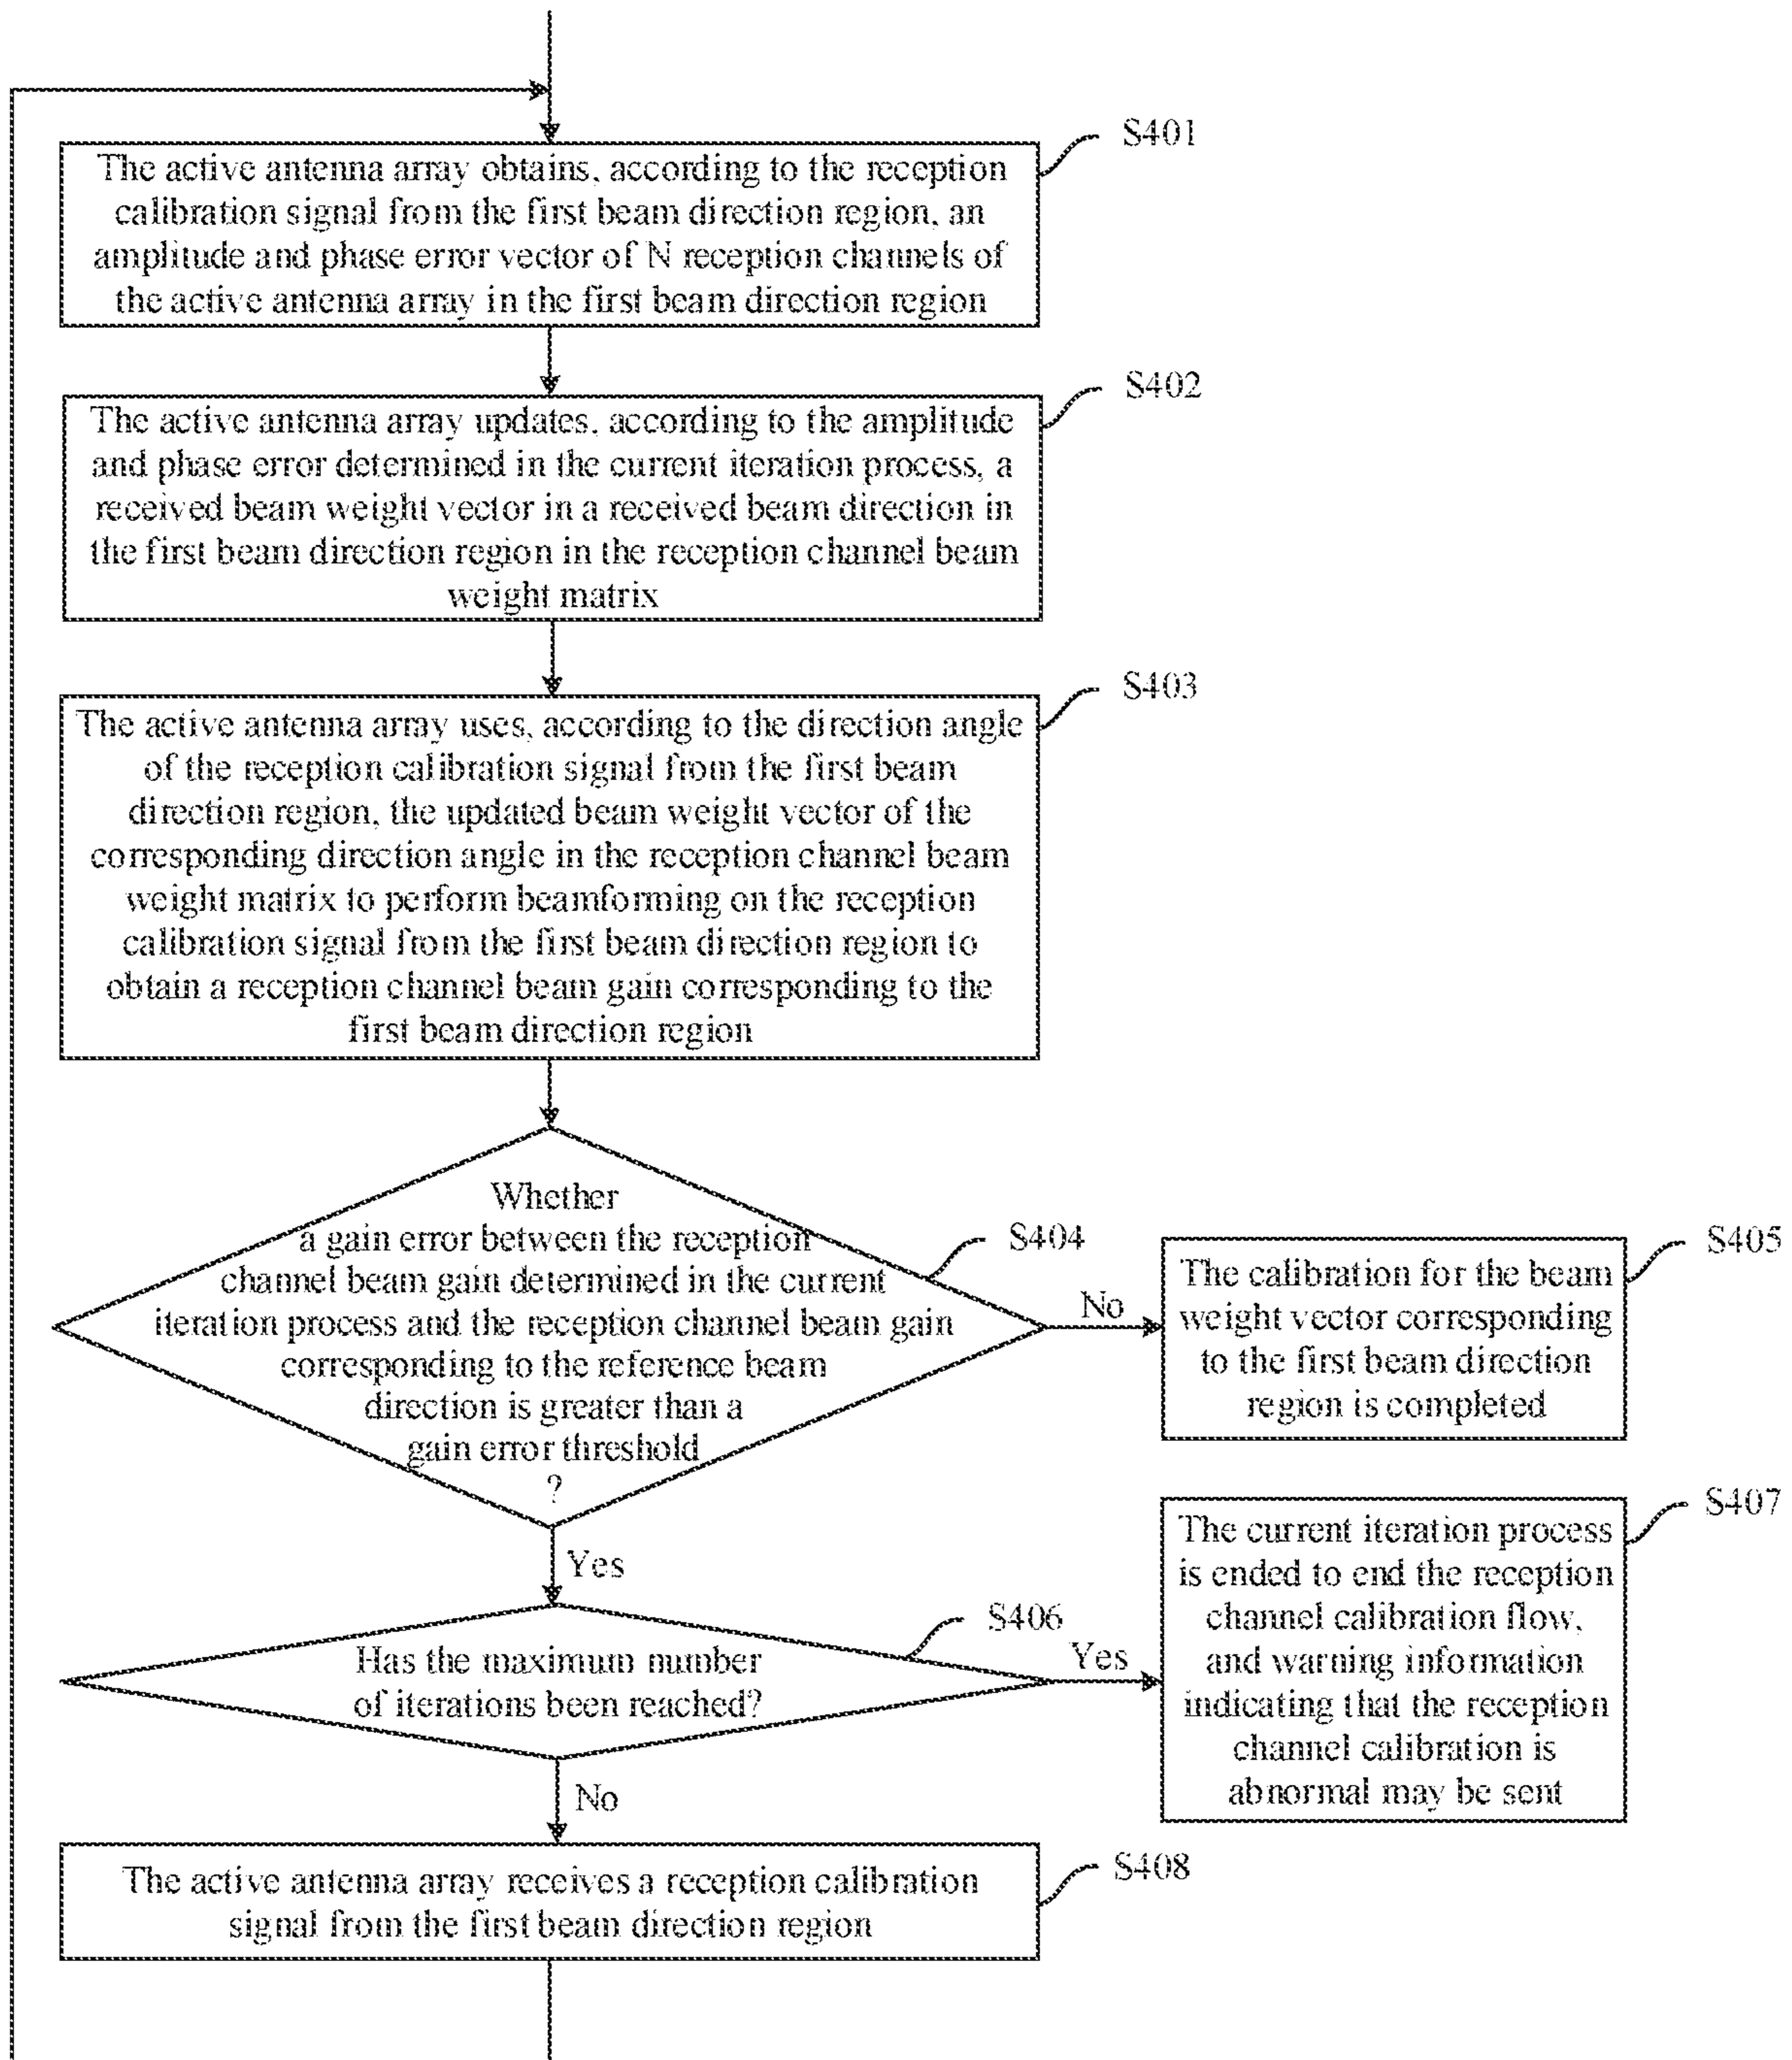 S401
The active antenna array obtains, according to the reception
calibration signal from the first beam direction region, an
amplitude and phase error vector of N reception channels of
the active antenna array in the first beam direction region
S402
The active antenna array updates, according to the amplitude
and phase error determined in the current iteration process, a
received beam weight vector in a received beam direction in
the first beam direction region in the reception channel beam
weight matrix
S403
The active antenna array uses, according to the direction angle
of the reception calibration signal from the first beam
direction region, the updated beam weight vector of the
corresponding direction angle in the reception channel beam
weight matrix to perform beamforming on the reception
calibration signal from the first beam direction region to
obtain a reception channel beam gain corresponding to the
first beam direction region
Whether
a gain error between the reception
channel beam gain determined in the current
iteration process and the reception channel beam gain
corresponding to the reference beam
direction is greater than a
gain error threshold
?
S404
No
S405
The calibration for the beam
weight vector corresponding
to the first beam direction
region is completed
Yes
S406
Has the maximum number
of iterations been reached?
Yes
S407
The current iteration process
is ended to end the reception
channel calibration flow,
and warning information
indicating that the reception
channel calibration is
abnormal may be sent
No
S408
The active antenna array receives a reception calibration
signal from the first beam direction region